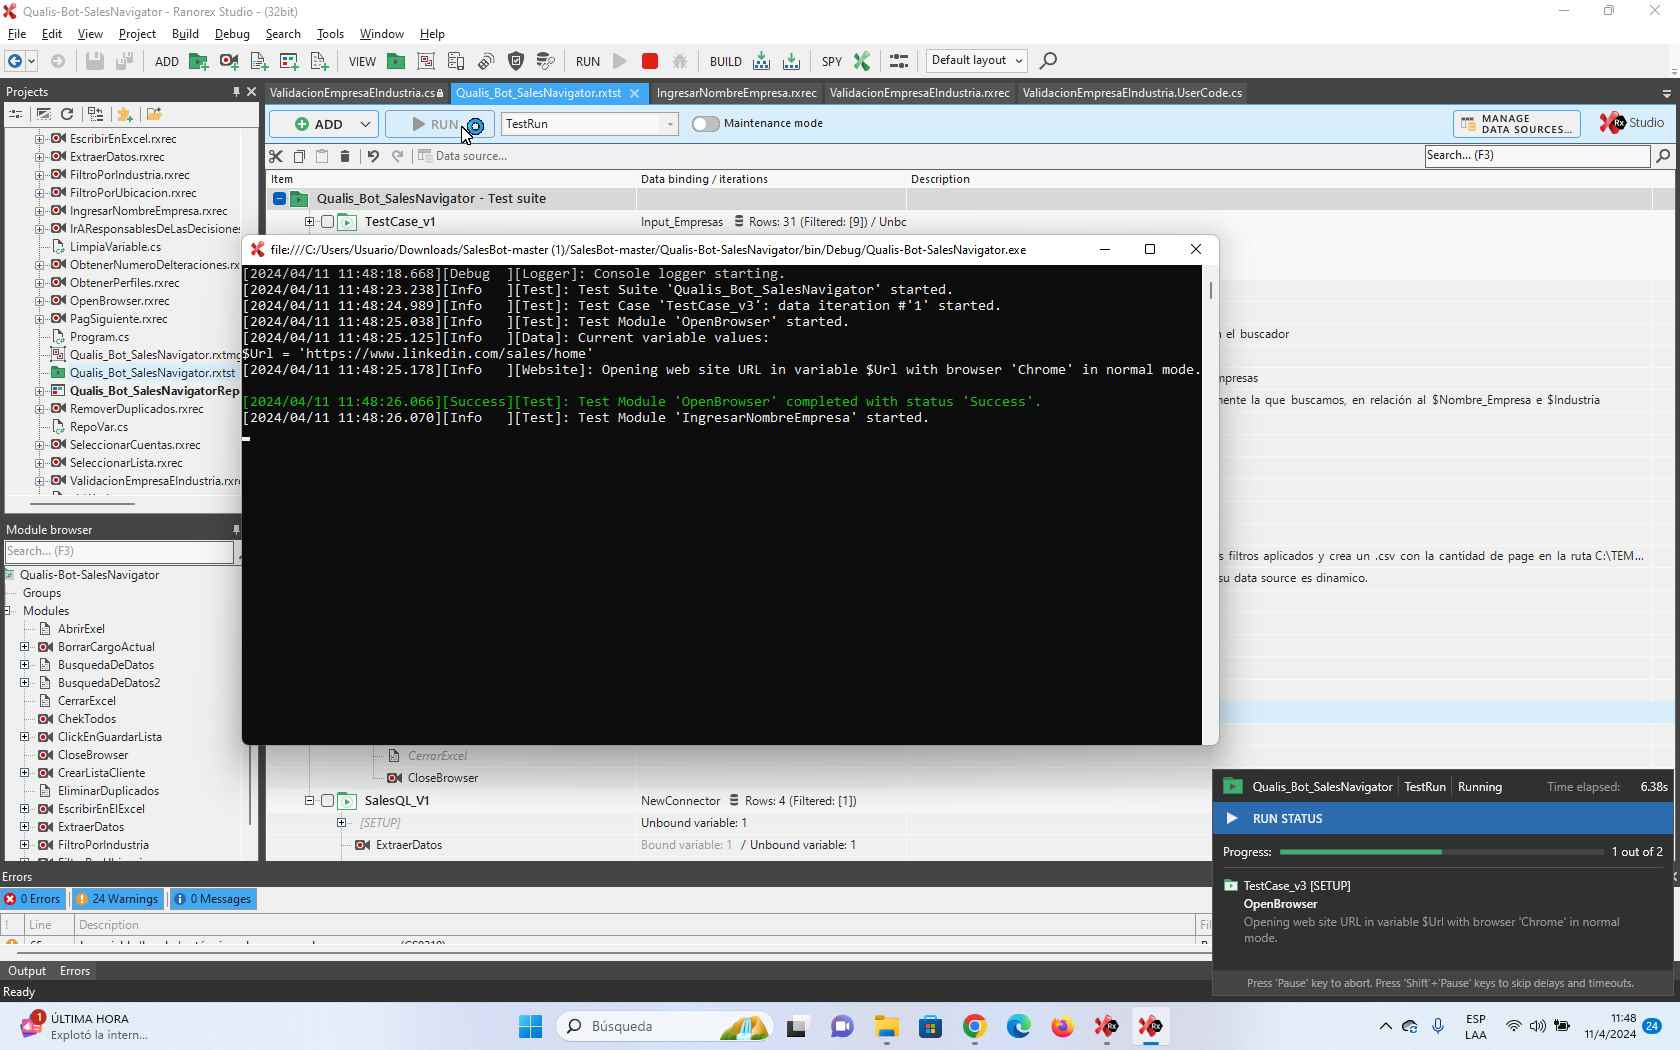 Qualis-Bot-SalesNavigator - Ranorex Studio - (32bit)
File Edit View Project Build Debug Search Tools Window Help
ADD VIEW RUN BUILD SPY Default layout
Projects
ValidacionEmpresaEIndustria.cs Qualis_Bot_SalesNavigator.rxtst IngresarNombreEmpresa.rxrec ValidacionEmpresaEIndustria.rxrec ValidacionEmpresaEIndustria.UserCode.cs
ADD RUN TestRun Maintenance mode MANAGE DATA SOURCES... Rx Studio
Data source... Search... (F3)
Item Data binding / iterations Description
Qualis_Bot_SalesNavigator - Test suite
TestCase_v1 Input_Empresas Rows: 31 (Filtered: [9]) / Unbc
EscribirEnExcel.rxrec
ExtraerDatos.rxrec
FiltroPorIndustria.rxrec
FiltroPorUbicacion.rxrec
IngresarNombreEmpresa.rxrec
IrAResponsablesDeLasDecisione:
LimpiaVariable.cs
ObtenerNumeroDeIteraciones.rx
ObtenerPerfiles.rxrec
OpenBrowser.rxrec
PagSiguiente.rxrec
Program.cs
Qualis_Bot_SalesNavigator.rxtmg
Qualis_Bot_SalesNavigator.rxtst
Qualis_Bot_SalesNavigatorRep
RemoverDuplicados.rxrec
RepoVar.cs
SeleccionarCuentas.rxrec
SeleccionarLista.rxrec
ValidacionEmpresaEIndustria.rxre
file:///C:/Users/Usuario/Downloads/SalesBot-master (1)/SalesBot-master/Qualis-Bot-SalesNavigator/bin/Debug/Qualis-Bot-SalesNavigator.exe
[2024/04/11 11:48:18.668][Debug  ][Logger]: Console logger starting.
[2024/04/11 11:48:23.238][Info   ][Test]: Test Suite 'Qualis_Bot_SalesNavigator' started.
[2024/04/11 11:48:24.989][Info   ][Test]: Test Case 'TestCase_v3': data iteration #'1' started.
[2024/04/11 11:48:25.038][Info   ][Test]: Test Module 'OpenBrowser' started.
[2024/04/11 11:48:25.125][Info   ][Data]: Current variable values:
$Url = 'https://www.linkedin.com/sales/home'
[2024/04/11 11:48:25.178][Info   ][Website]: Opening web site URL in variable $Url with browser 'Chrome' in normal mode.
[2024/04/11 11:48:26.066][Success][Test]: Test Module 'OpenBrowser' completed with status 'Success'.
[2024/04/11 11:48:26.070][Info   ][Test]: Test Module 'IngresarNombreEmpresa' started.
el buscador
mpresas
nente la que buscamos, en relación al $Nombre_Empresa e $Industria
s filtros aplicados y crea un .csv con la cantidad de page en la ruta C:\TEM...
su data source es dinamico.
CerrarExcel
CloseBrowser
SalesQL_V1 NewConnector Rows: 4 (Filtered: [1])
[SETUP] Unbound variable: 1
ExtraerDatos Bound variable: 1 / Unbound variable: 1
Module browser
Search... (F3)
Qualis-Bot-SalesNavigator
Groups
Modules
AbrirExel
BorrarCargoActual
BusquedaDeDatos
BusquedaDeDatos2
CerrarExcel
ChekTodos
ClickEnGuardarLista
CloseBrowser
CrearListaCliente
EliminarDuplicados
EscribirEnElExcel
ExtraerDatos
FiltroPorIndustria
Qualis_Bot_SalesNavigator TestRun Running Time elapsed: 6.38s
RUN STATUS
Progress: 1 out of 2
TestCase_v3 [SETUP]
OpenBrowser
Opening web site URL in variable $Url with browser 'Chrome' in normal
mode.
Press 'Pause' key to abort. Press 'Shift'+'Pause' keys to skip delays and timeouts.
Errors
0 Errors 24 Warnings 0 Messages
! Line Description Fil
Output Errors
Ready
1 ÚLTIMA HORA
Explotó la intern...
Búsqueda
ESP
LAA
11:48
11/4/2024
24